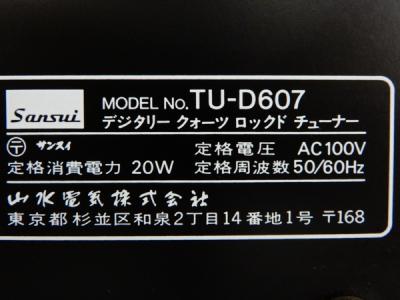 Sansui
MODEL No. TU-D607
デジタリー クォーツ ロックド チューナー
〒 サンスイ 定格電圧 AC100V
定格消費電力 20W 定格周波数 50/60Hz
山水電気株式会社
東京都杉並区和泉2丁目14番地1号 〒168